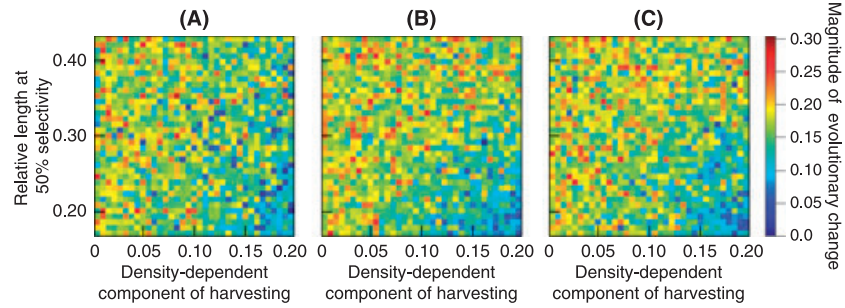 (A)
(B)
(C)
Relative length at
50% selectivity
0.40
0.30
0.20
0 0.05 0.10 0.15 0.20
Density-dependent
component of harvesting
0 0.05 0.10 0.15 0.20
Density-dependent
component of harvesting
0 0.05 0.10 0.15 0.20
Density-dependent
component of harvesting
0.30
0.25
0.20
0.15
0.10
0.05
0.0
Magnitude of evolutionary change